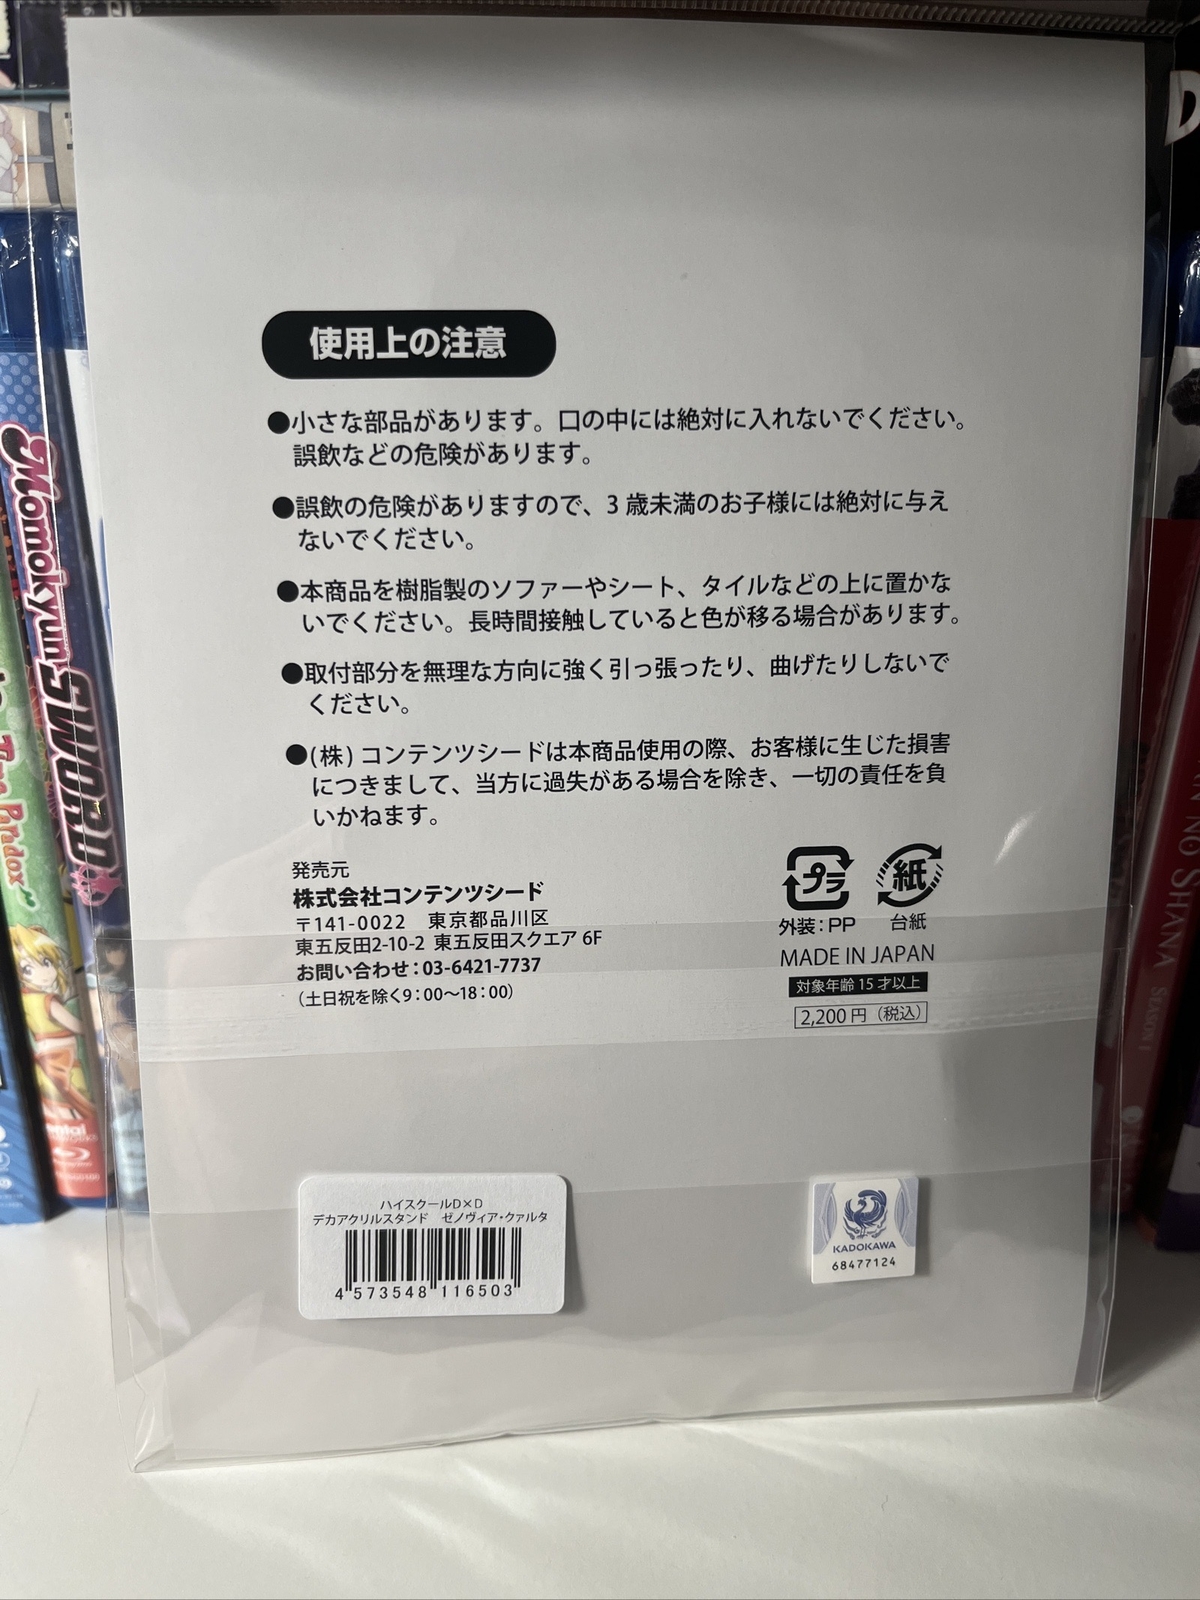 使用上の注意
●小さな部品があります。口の中には絶対に入れないでください。
誤飲などの危険があります。
●誤飲の危険がありますので、3 歳未満のお子様には絶対に与え
ないでください。
●本商品を樹脂製のソファーやシート、タイルなどの上に置かな
いでください。長時間接触していると色が移る場合があります。
●取付部分を無理な方向に強く引っ張ったり、曲げたりしないで
ください。
●(株) コンテンツシードは本商品使用の際、お客様に生じた損害
につきまして、当方に過失がある場合を除き、一切の責任を負
いかねます。
発売元
株式会社コンテンツシード
〒141-0022 東京都品川区
東五反田2-10-2 東五反田スクエア 6F
お問い合わせ：03-6421-7737
（土日祝を除く9：00〜18：00）
プラ
紙
外装：PP
台紙
MADE IN JAPAN
対象年齢 15 才以上
2,200 円（税込）
ハイスクールD×D
デカアクリルスタンド ゼノヴィア・クァルタ
4 573548 116503
KADOKAWA
68477124
Momokyun SWORD
Time Paradox
NO SHANA SEASON I